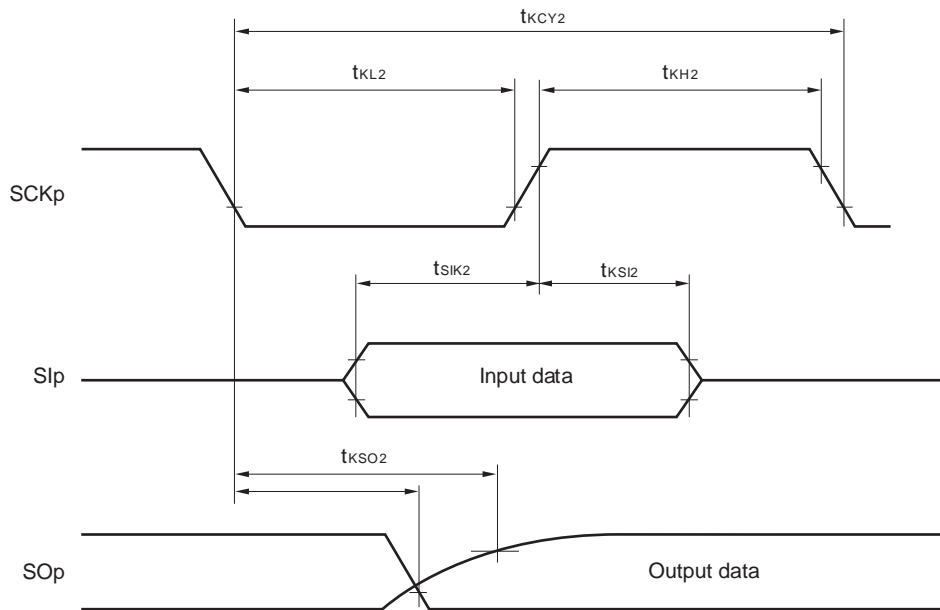 tKCY2
tKL2
tKH2
SCKp
tSIK2
tKSI2
SIp
Input data
tKSO2
SOp
Output data